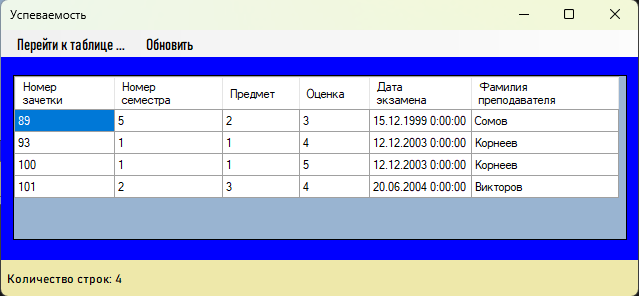 Успеваемость
Перейти к таблице ... Обновить
Номер зачетки Номер семестра Предмет Оценка Дата экзамена Фамилия преподавателя
89 5 2 3 15.12.1999 0:00:00 Сомов
93 1 1 4 12.12.2003 0:00:00 Корнеев
100 1 1 5 12.12.2003 0:00:00 Корнеев
101 2 3 4 20.06.2004 0:00:00 Викторов
Количество строк: 4